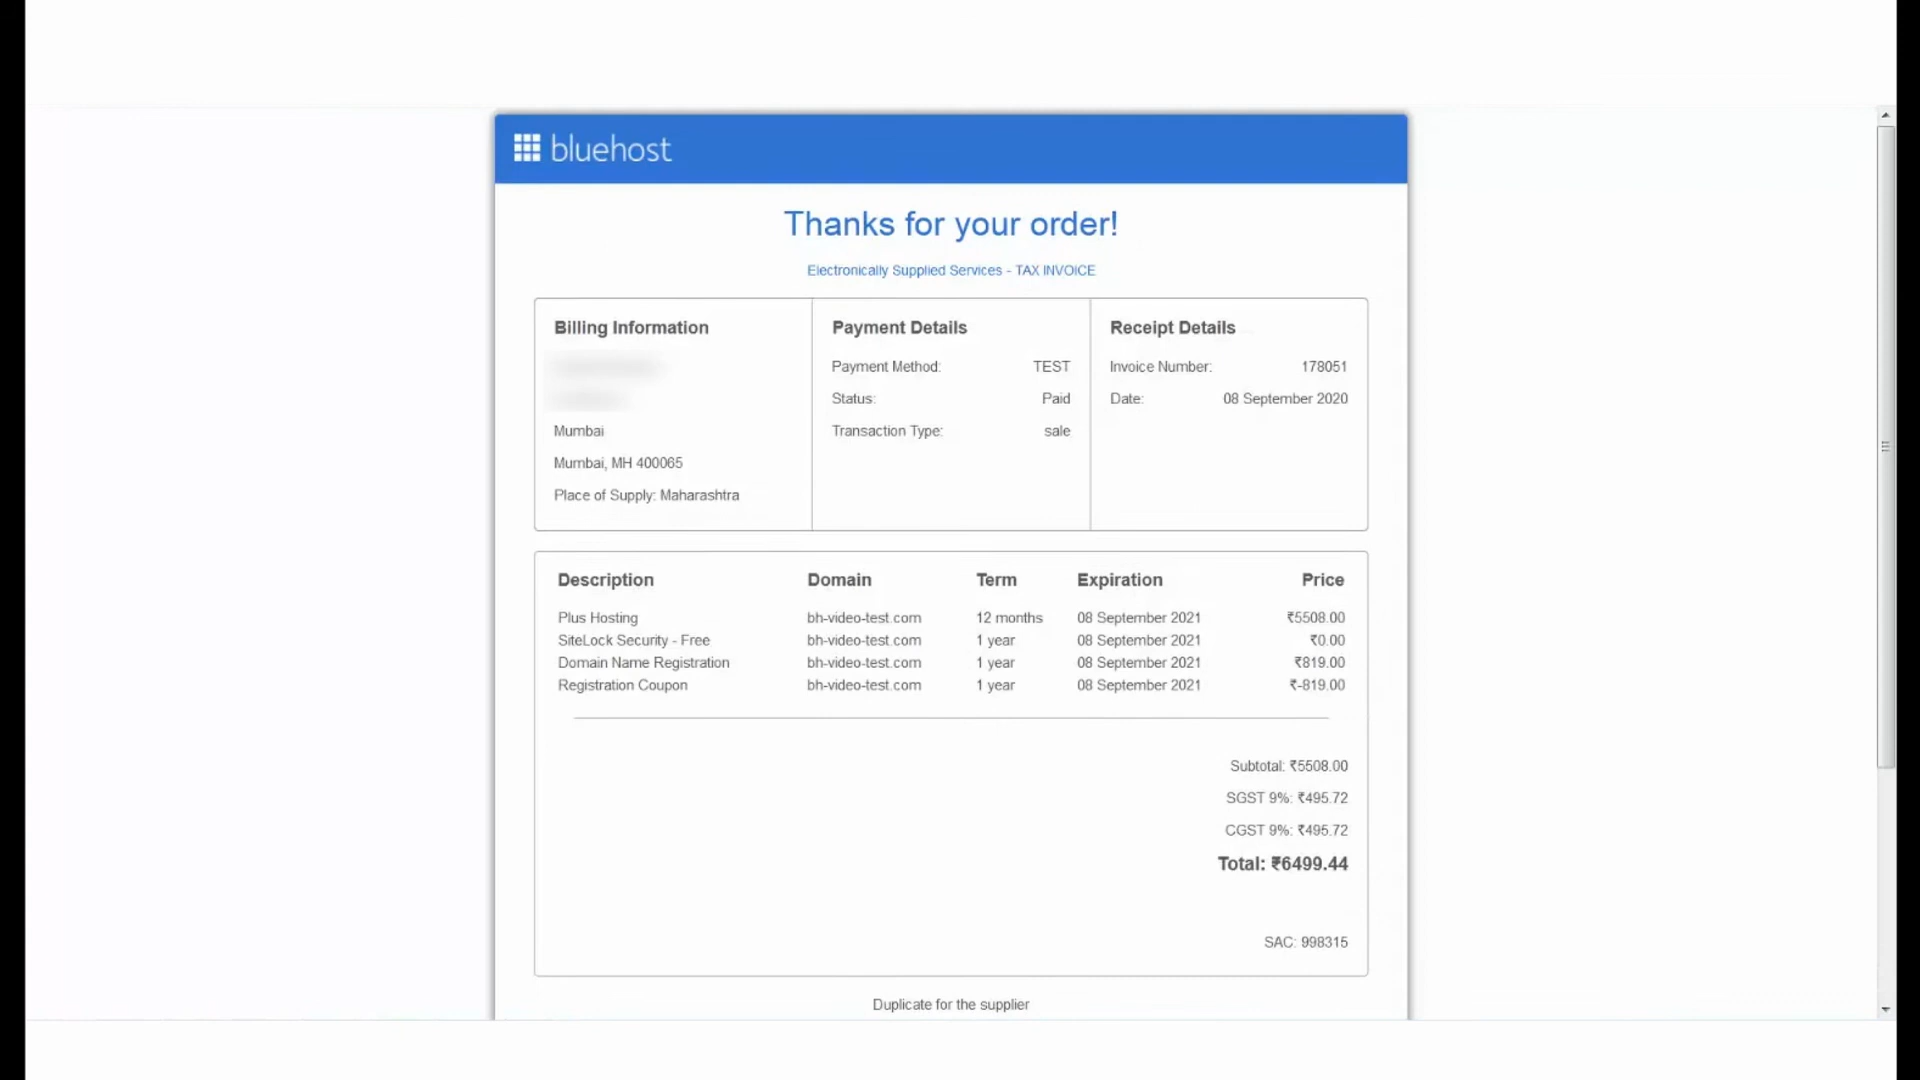 bluehost
Thanks for your order!
Electronically Supplied Services - TAX INVOICE
Billing Information
Mumbai
Mumbai, MH 400065
Place of Supply: Maharashtra
Payment Details
Payment Method: TEST
Status: Paid
Transaction Type: sale
Receipt Details
Invoice Number: 178051
Date: 08 September 2020
Description Domain Term Expiration Price
Plus Hosting bh-video-test.com 12 months 08 September 2021 ₹5508.00
SiteLock Security - Free bh-video-test.com 1 year 08 September 2021 ₹0.00
Domain Name Registration bh-video-test.com 1 year 08 September 2021 ₹819.00
Registration Coupon bh-video-test.com 1 year 08 September 2021 ₹-819.00
Subtotal: ₹5508.00
SGST 9%: ₹495.72
CGST 9%: ₹495.72
Total: ₹6499.44
SAC: 998315
Duplicate for the supplier